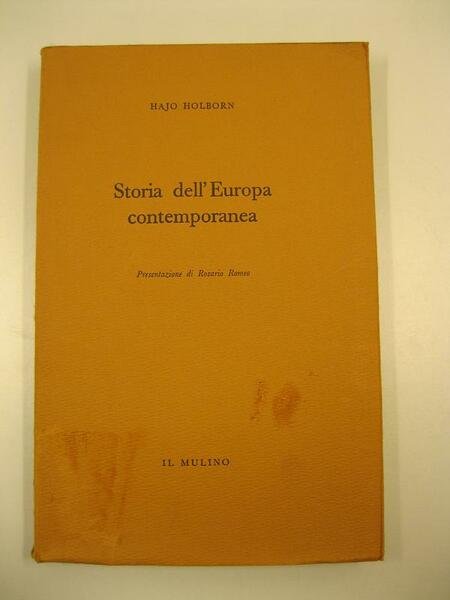 HAJO HOLBORN
Storia dell'Europa
contemporanea
Presentazione di Rosario Romeo
IL MULINO